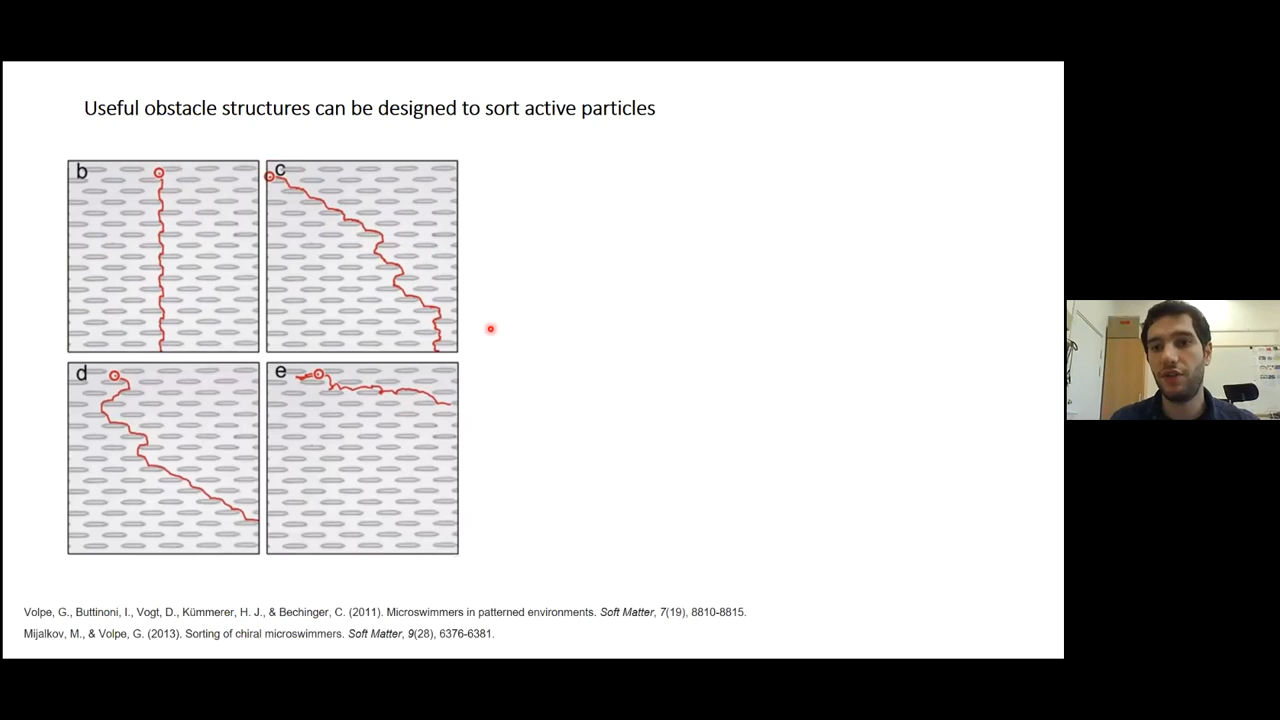 Useful obstacle structures can be designed to sort active particles
b
c
d
e
Volpe, G., Buttinoni, I., Vogt, D., Kümmerer, H. J., & Bechinger, C. (2011). Microswimmers in patterned environments. Soft Matter, 7(19), 8810-8815.
Mijalkov, M., & Volpe, G. (2013). Sorting of chiral microswimmers. Soft Matter, 9(28), 6376-6381.